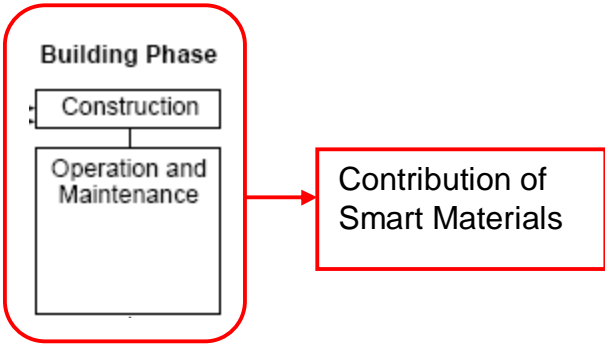 Building Phase
Construction
Operation and
Maintenance
Contribution of
Smart Materials